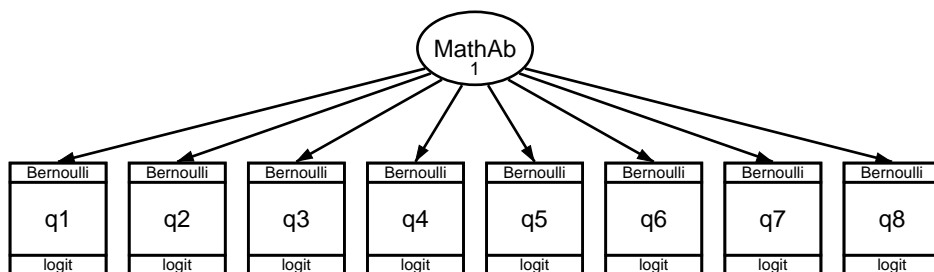 MathAb
1
Bernoulli Bernoulli Bernoulli Bernoulli Bernoulli Bernoulli Bernoulli Bernoulli
q1 q2 q3 q4 q5 q6 q7 q8
logit logit logit logit logit logit logit logit